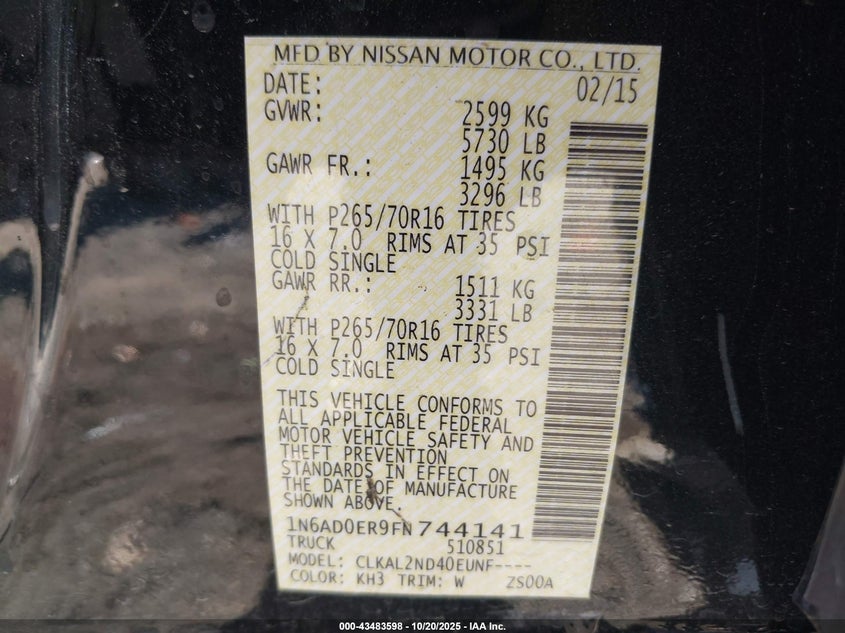 MFD BY NISSAN MOTOR CO., LTD.
DATE: 02/15
GVWR: 2599 KG
5730 LB
GAWR FR.: 1495 KG
3296 LB
WITH P265/70R16 TIRES
16 X 7.0 RIMS AT 35 PSI
COLD SINGLE
GAWR RR.: 1511 KG
3331 LB
WITH P265/70R16 TIRES
16 X 7.0 RIMS AT 35 PSI
COLD SINGLE
THIS VEHICLE CONFORMS TO
ALL APPLICABLE FEDERAL
MOTOR VEHICLE SAFETY AND
THEFT PREVENTION
STANDARDS IN EFFECT ON
THE DATE OF MANUFACTURE
SHOWN ABOVE.
1N6AD0ER9FN744141
TRUCK 510851
MODEL: CLKAL2ND40EUNF----
COLOR: KH3 TRIM: W ZS00A
000-43483598 - 10/20/2025 - IAA Inc.